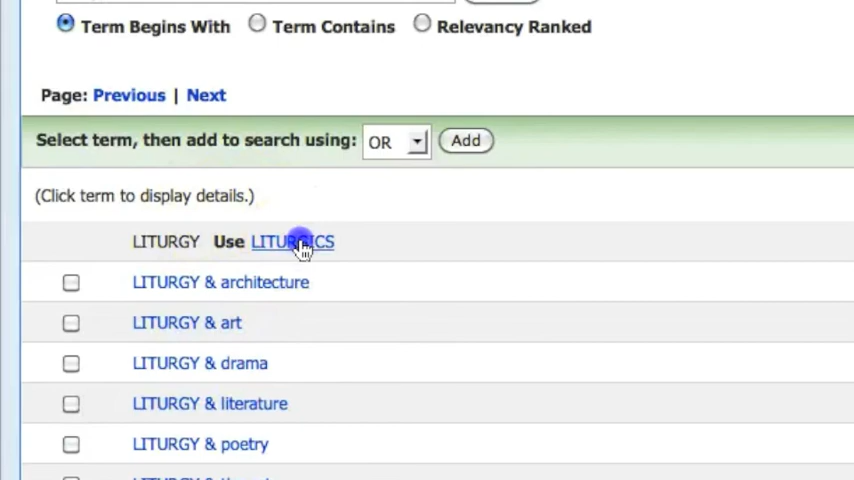 Term Begins With Term Contains Relevancy Ranked
Page: Previous | Next
Select term, then add to search using: OR Add
(Click term to display details.)
LITURGY Use LITURGICS
LITURGY & architecture
LITURGY & art
LITURGY & drama
LITURGY & literature
LITURGY & poetry